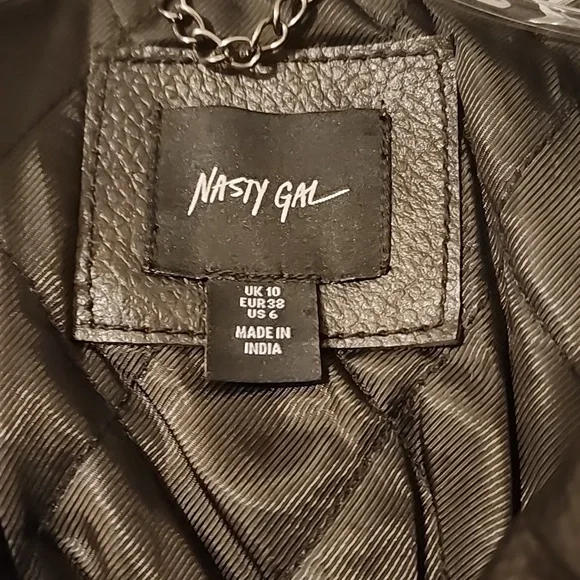 NASTY GAL
UK 10
EUR 38
US 6
MADE IN
INDIA